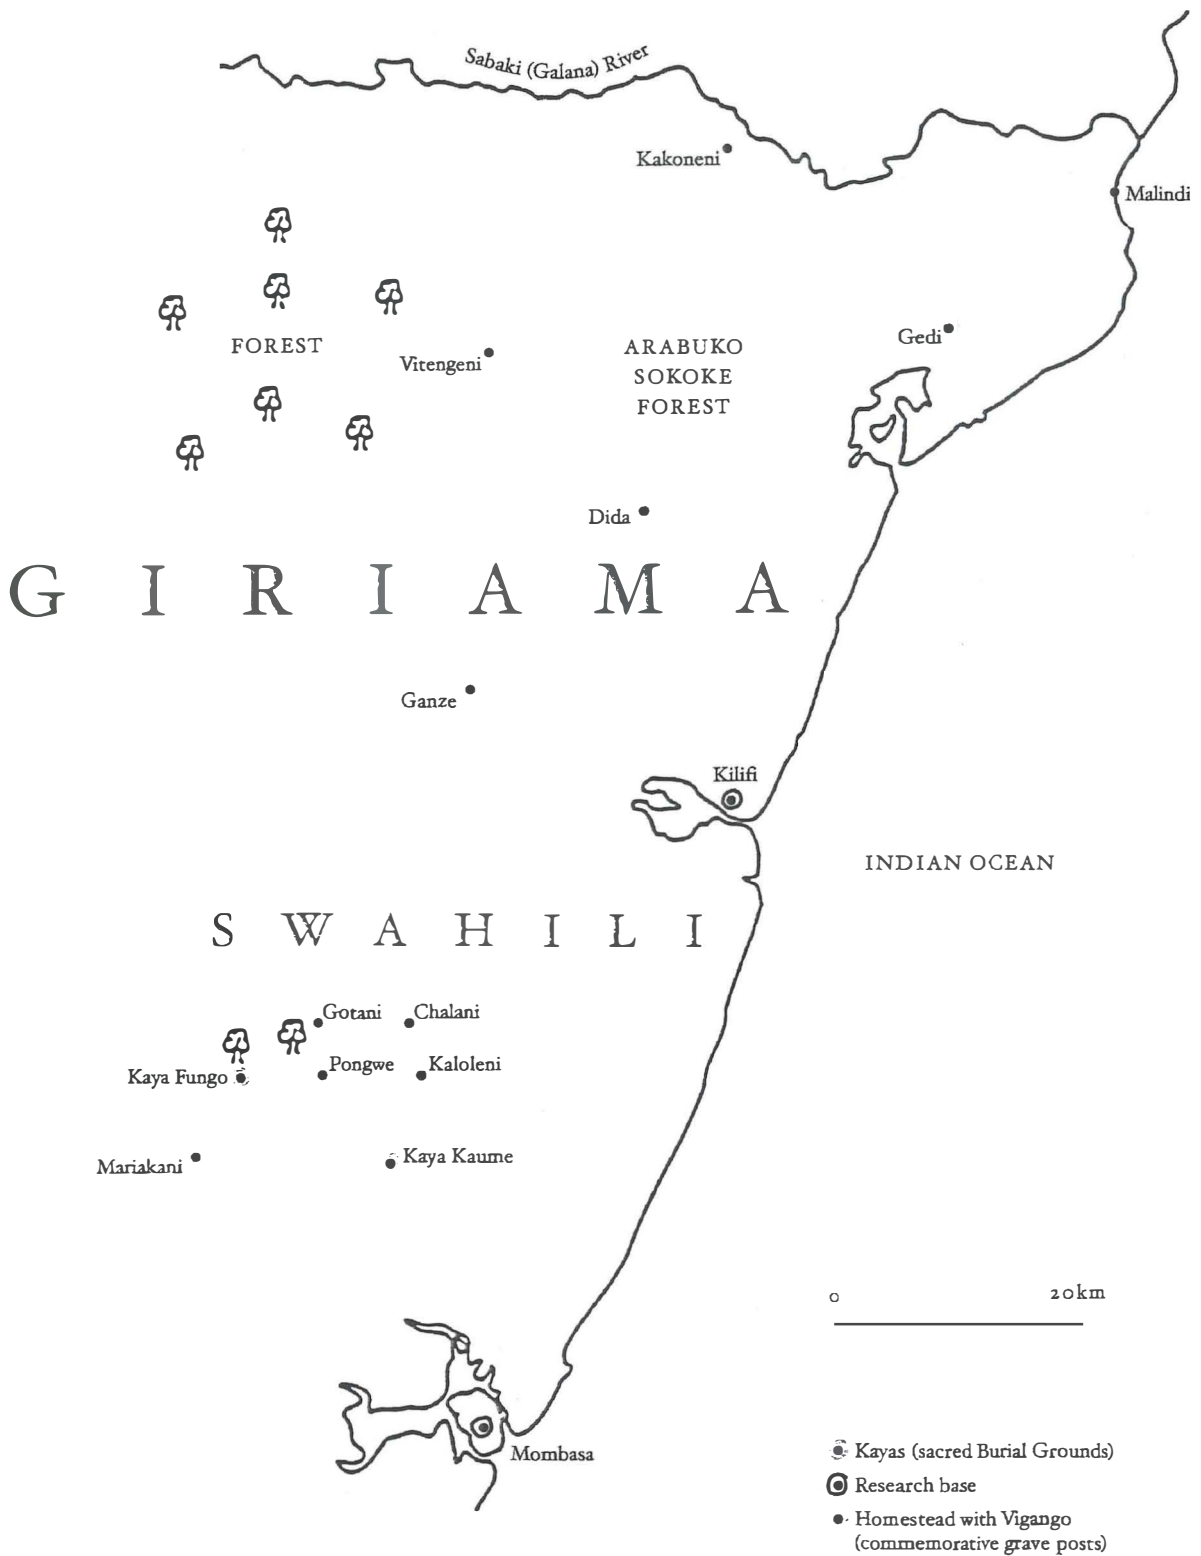 Sabaki (Galana) River
Kakoneni
Malindi
Gedi
FOREST
Vitengeni
ARABUKO
SOKOKE
FOREST
Dida
GIRIAMA
Ganze
Kilifi
INDIAN OCEAN
SWAHILI
Gotani
Chalani
Pongwe
Kaloleni
Kaya Fungo
Mariakani
Kaya Kaume
0 20km
Mombasa
Kayas (sacred Burial Grounds)
Research base
Homestead with Vigango
(commemorative grave posts)